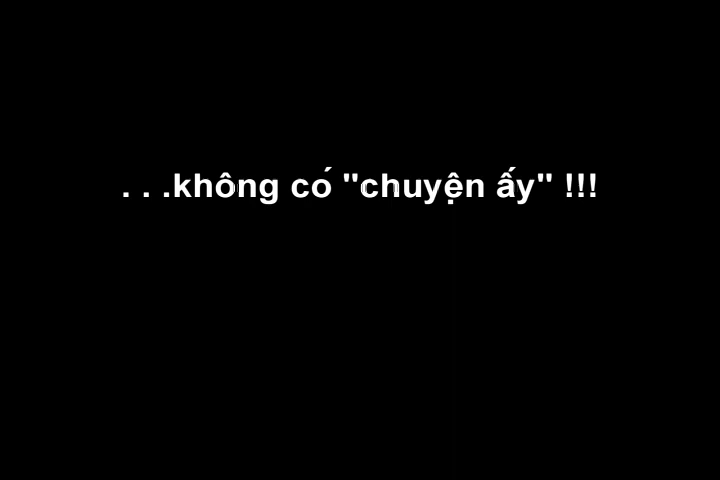 . . .không có "chuyện ấy" !!!